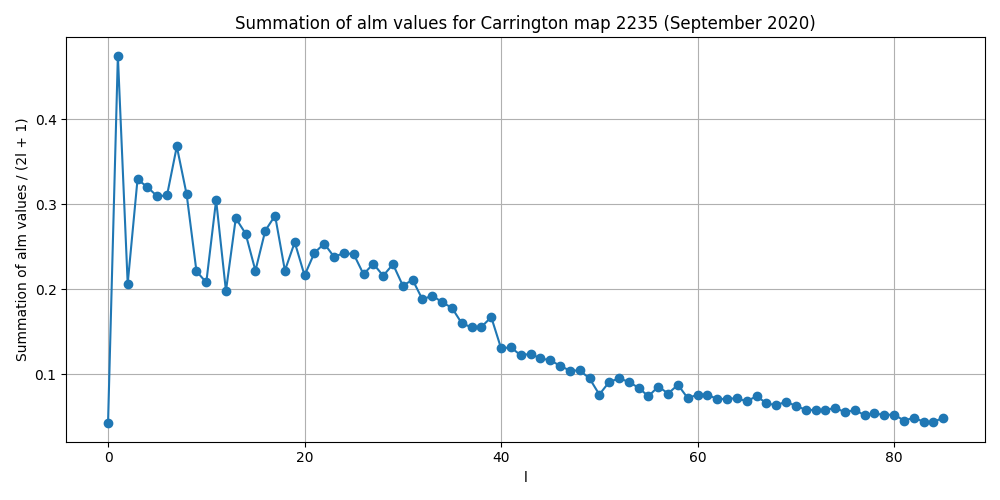 Summation of alm values for Carrington map 2235 (September 2020)
Summation of alm values / (2l + 1)
0.4
0.3
0.2
0.1
0 20 40 60 80
l